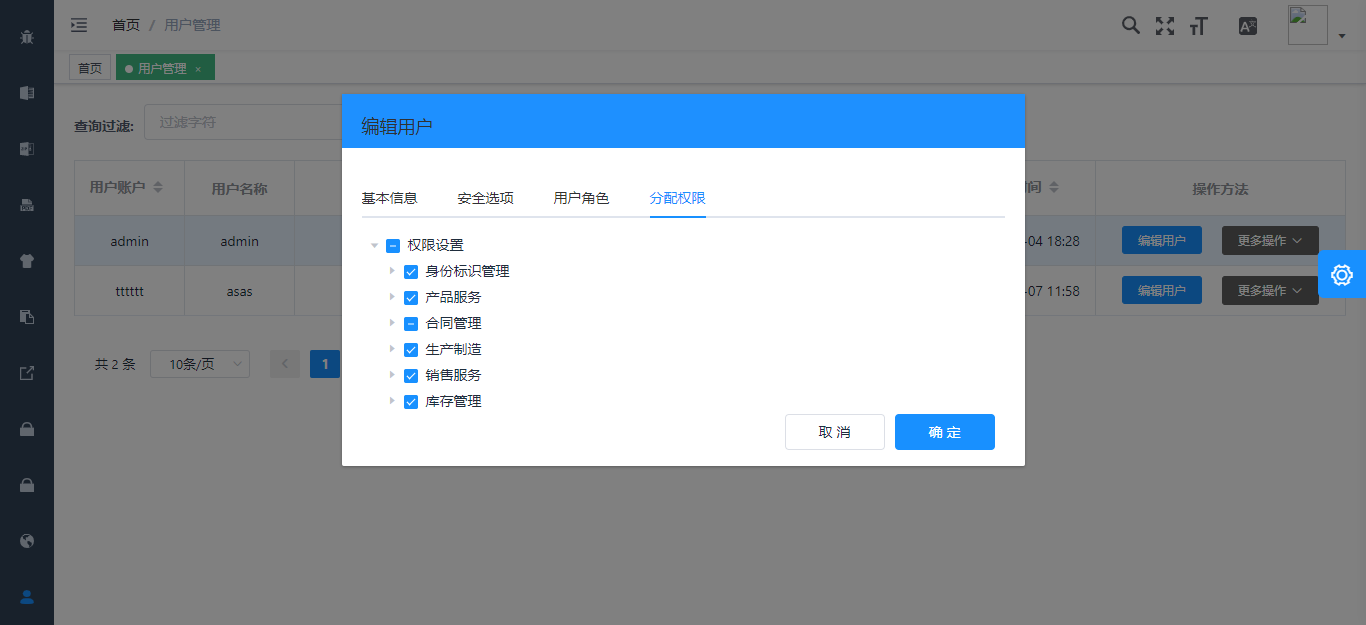 首页 / 用户管理
首页
用户管理 ×
查询过滤: 过滤字符
用户账户 用户名称 间 操作方法
admin admin -04 18:28 编辑用户 更多操作
tttttt asas -07 11:58 编辑用户 更多操作
共 2 条 10条/页 < 1
编辑用户
基本信息 安全选项 用户角色 分配权限
权限设置
身份标识管理
产品服务
合同管理
生产制造
销售服务
库存管理
取 消 确 定